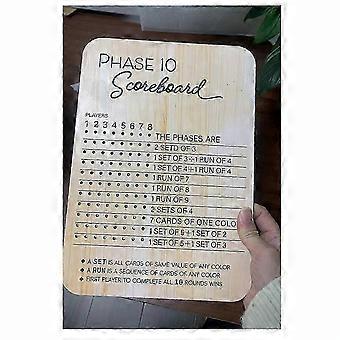 PHASE 10
Scoreboard
PLAYERS
1 2 3 4 5 6 7 8
THE PHASES ARE
2 SETD OF 3
1 SET OF 3+1 RUN OF 4
1 SET OF 4+1 RUN OF 4
1 RUN OF 7
1 RUN OF 8
1 RUN OF 9
2 SETS OF 4
7 CARDS OF ONE COLO
1 SET OF 5+1 SET OF 2
1 SET OF 5+1 SET OF 3
A SET IS ALL CARDS OF SAME VALUE OF ANY COLOR
A RUN IS A SEQUENCE OF CARDS OF ANY COLOR
FIRST PLAYER TO COMPLETE ALL 10 ROUNDS WINS